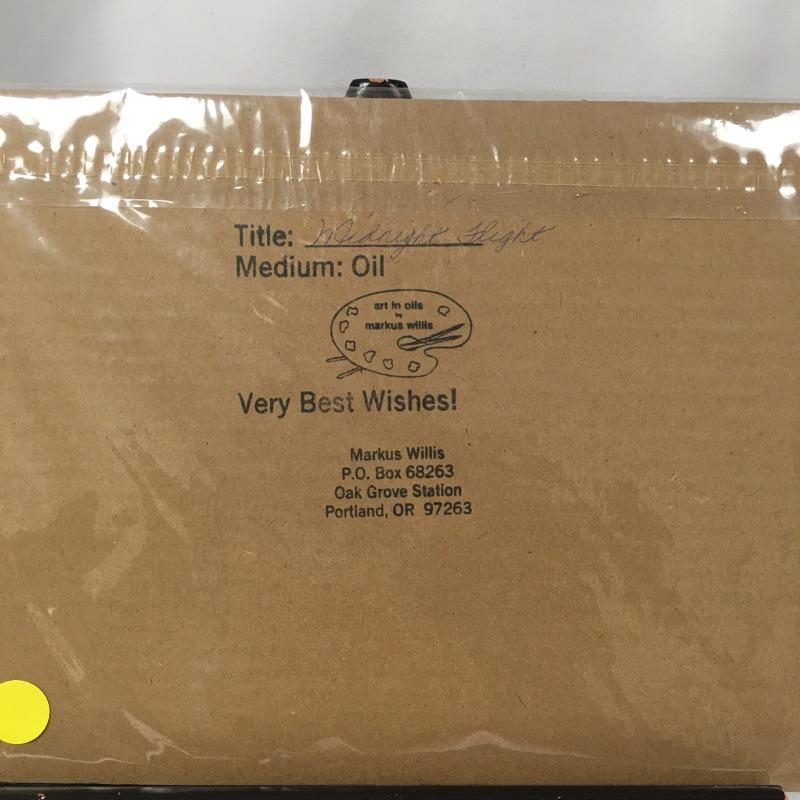 Title: Midnight Flight
Medium: Oil
art in oils
by
markus willis
Very Best Wishes!
Markus Willis
P.O. Box 68263
Oak Grove Station
Portland, OR 97263